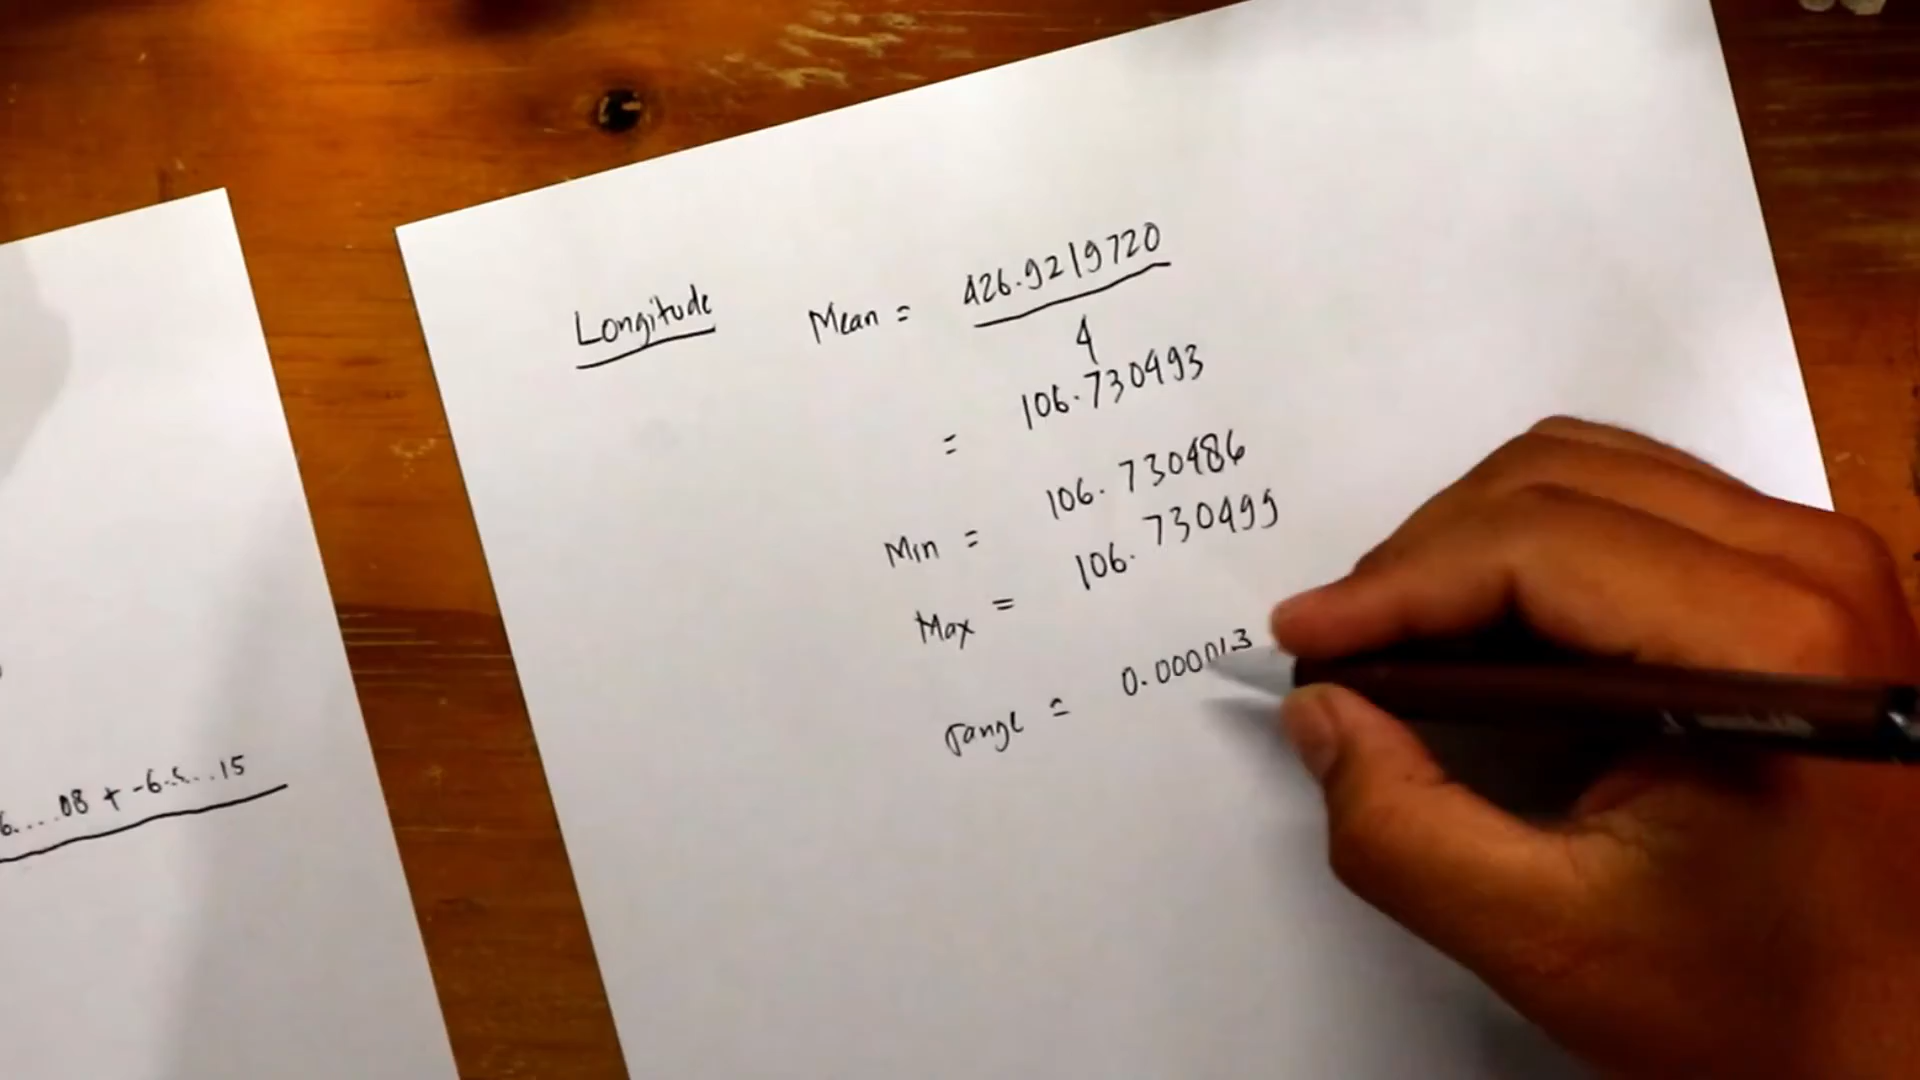 6....08 + -6.5...15
Longitude Mean = 426.9219720
4
= 106.730493
Min = 106.730486
Max = 106.730499
range = 0.000013